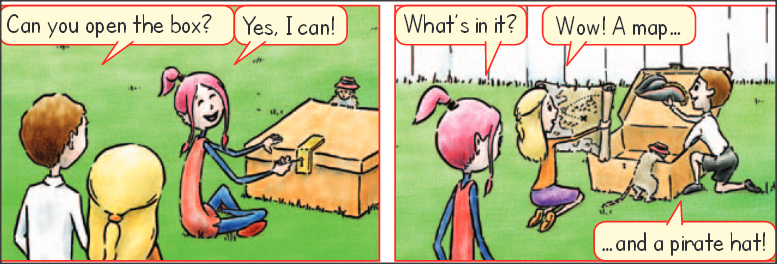 Can you open the box?
Yes, I can!
What's in it?
Wow! A map...
...and a pirate hat!